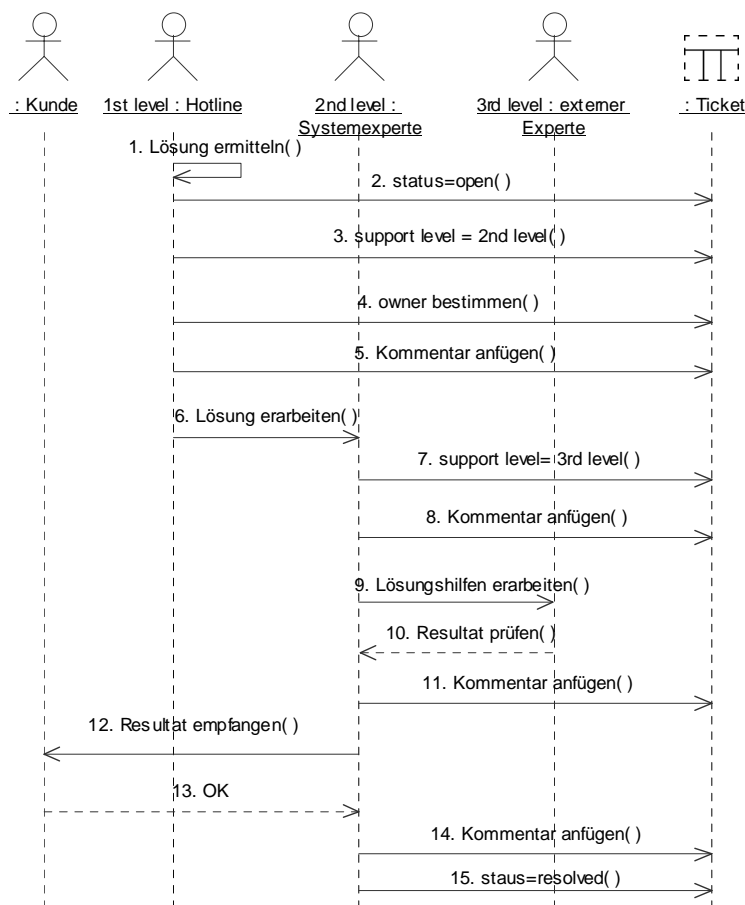 : Kunde
1st level : Hotline
2nd level :
Systemexperte
3rd level : externer
Experte
: Ticket
1. Lösung ermitteln( )
2. status=open( )
3. support level = 2nd level( )
4. owner bestimmen( )
5. Kommentar anfügen( )
6. Lösung erarbeiten( )
7. support level= 3rd level( )
8. Kommentar anfügen( )
9. Lösungshilfen erarbeiten( )
10. Resultat prüfen( )
11. Kommentar anfügen( )
12. Resultat empfangen( )
13. OK
14. Kommentar anfügen( )
15. staus=resolved( )